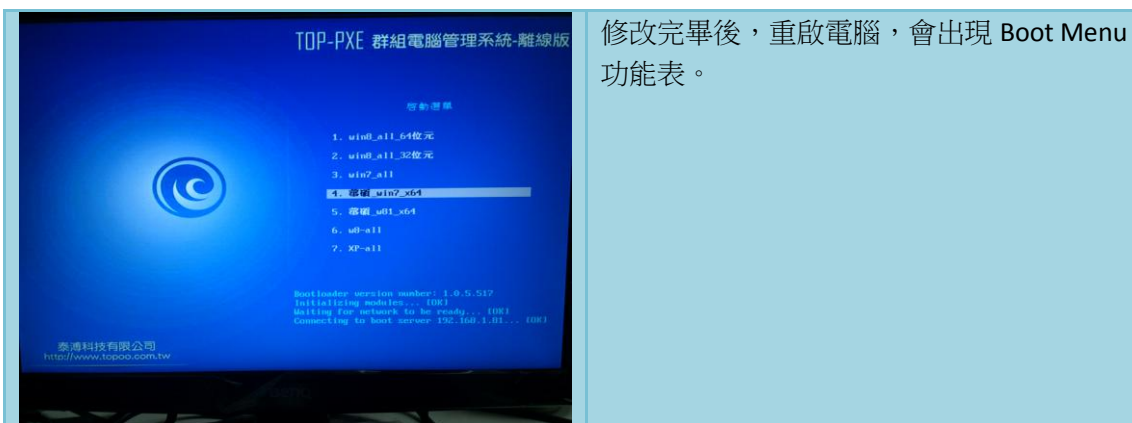 TOP-PXE 群組電腦管理系統-離線版
啓動選單
1. win8_all_64位元
2. win8_all_32位元
3. win7_all
4. 華碩_win7_x64
5. 華碩_w81_x64
6. w8-all
7. XP-all
Bootloader version number: 1.0.5.517
Initializing modules... [OK]
Waiting for network to be ready... [OK]
Connecting to boot server 192.168.1.81... [OK]
泰溥科技有限公司
http://www.topoo.com.tw
修改完畢後，重啟電腦，會出現 Boot Menu
功能表。